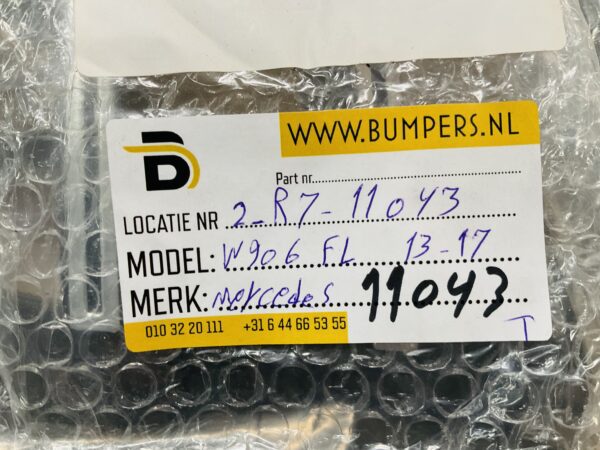 WWW.BUMPERS.NL
Part nr.
LOCATIE NR 2-R7-11043
MODEL: W906 FL 13-17
MERK: Mercedes 11043
010 32 20 111 +31 6 44 66 53 55 T